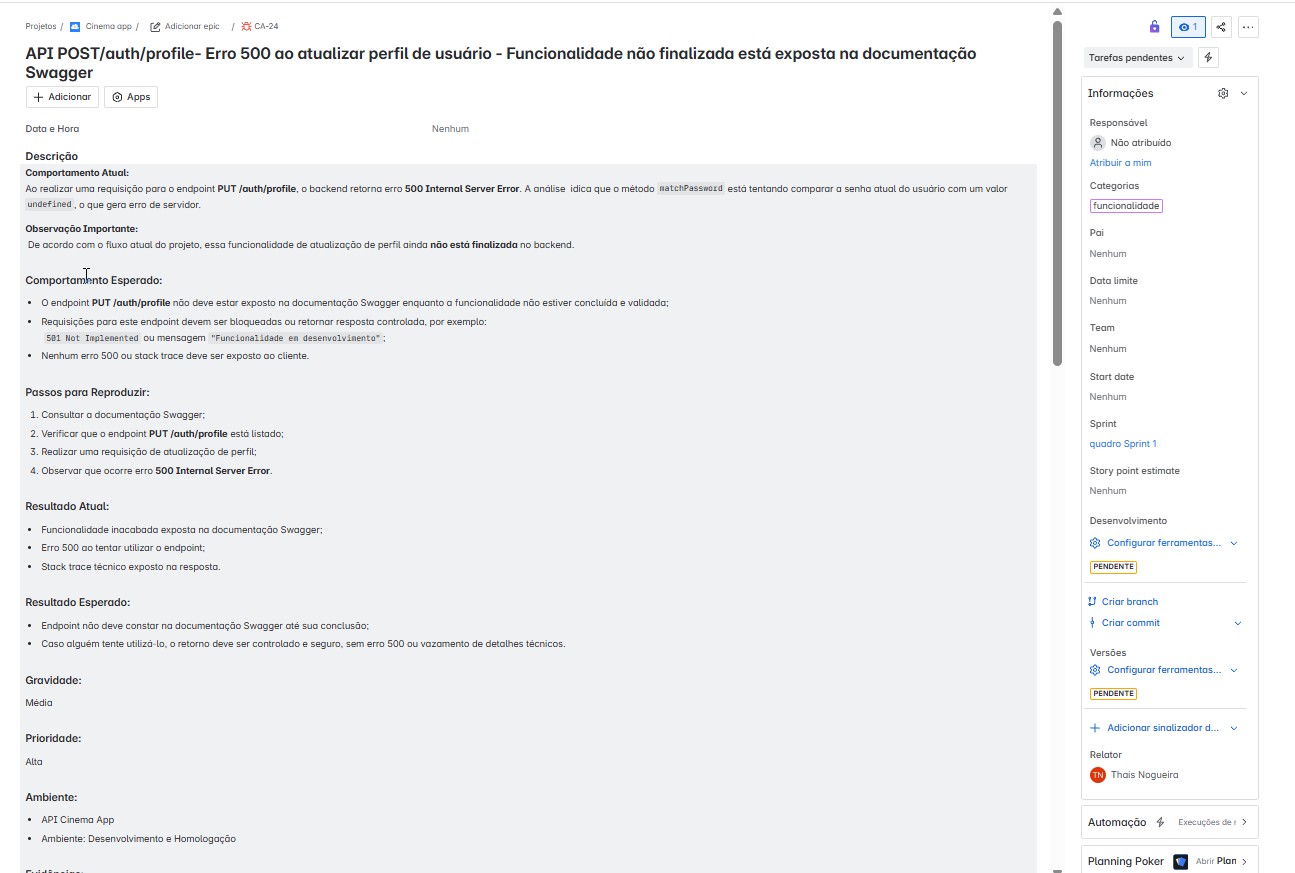 Projetos / Cinema app / Adicionar epic / CA-24
API POST/auth/profile- Erro 500 ao atualizar perfil de usuário - Funcionalidade não finalizada está exposta na documentação
Swagger
Adicionar Apps
Data e Hora Nenhum
Descrição
Comportamento Atual:
Ao realizar uma requisição para o endpoint PUT /auth/profile, o backend retorna erro 500 Internal Server Error. A análise idica que o método matchPassword está tentando comparar a senha atual do usuário com um valor
undefined, o que gera erro de servidor.
Observação Importante:
De acordo com o fluxo atual do projeto, essa funcionalidade de atualização de perfil ainda não está finalizada no backend.
Comportamento Esperado:
• O endpoint PUT /auth/profile não deve estar exposto na documentação Swagger enquanto a funcionalidade não estiver concluída e validada;
• Requisições para este endpoint devem ser bloqueadas ou retornar resposta controlada, por exemplo:
501 Not Implemented ou mensagem "Funcionalidade em desenvolvimento";
• Nenhum erro 500 ou stack trace deve ser exposto ao cliente.
Passos para Reproduzir:
1. Consultar a documentação Swagger;
2. Verificar que o endpoint PUT /auth/profile está listado;
3. Realizar uma requisição de atualização de perfil;
4. Observar que ocorre erro 500 Internal Server Error.
Resultado Atual:
• Funcionalidade inacabada exposta na documentação Swagger;
• Erro 500 ao tentar utilizar o endpoint;
• Stack trace técnico exposto na resposta.
Resultado Esperado:
• Endpoint não deve constar na documentação Swagger até sua conclusão;
• Caso alguém tente utilizá-lo, o retorno deve ser controlado e seguro, sem erro 500 ou vazamento de detalhes técnicos.
Gravidade:
Média
Prioridade:
Alta
Ambiente:
• API Cinema App
• Ambiente: Desenvolvimento e Homologação
1
Tarefas pendentes
Informações
Responsável
Não atribuído
Atribuir a mim
Categorias
funcionalidade
Pai
Nenhum
Data limite
Nenhum
Team
Nenhum
Start date
Nenhum
Sprint
quadro Sprint 1
Story point estimate
Nenhum
Desenvolvimento
Configurar ferramentas...
PENDENTE
Criar branch
Criar commit
Versões
Configurar ferramentas...
PENDENTE
Adicionar sinalizador d...
Relator
TN Thais Nogueira
Automação Execuções de
Planning Poker Abrir Plan